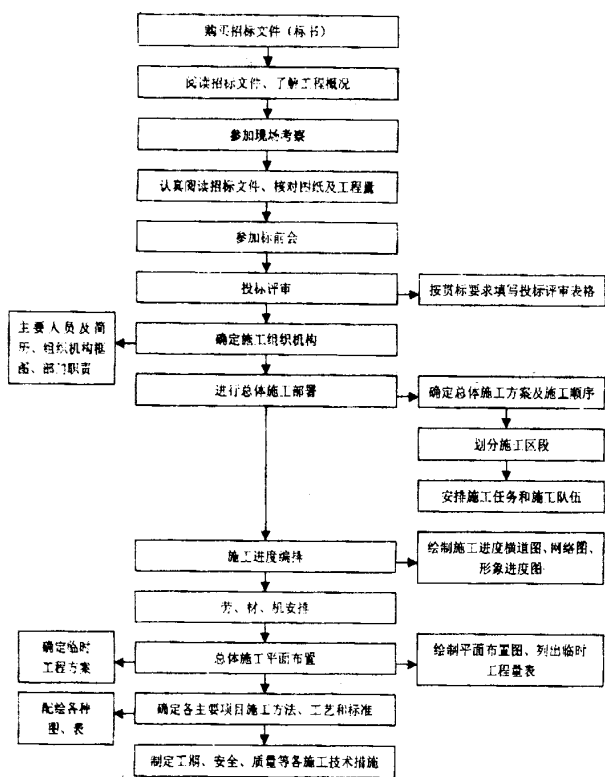 购买招标文件（标书）
阅读招标文件、了解工程概况
参加现场考察
认真阅读招标文件、核对图纸及工程量
参加标前会
投标评审
按贯标要求填写投标评审表格
主要人员及简
历、组织机构框
图、部门职责
确定施工组织机构
进行总体施工部署
确定总体施工方案及施工顺序
划分施工区段
安排施工任务和施工队伍
施工进度编排
绘制施工进度横道图、网络图、
形象进度图
劳、材、机安排
确定临时
工程方案
总体施工平面布置
绘制平面布置图、列出临时
工程量表
配绘各种
图、表
确定各主要项目施工方法、工艺和标准
制定工期、安全、质量等各施工技术措施